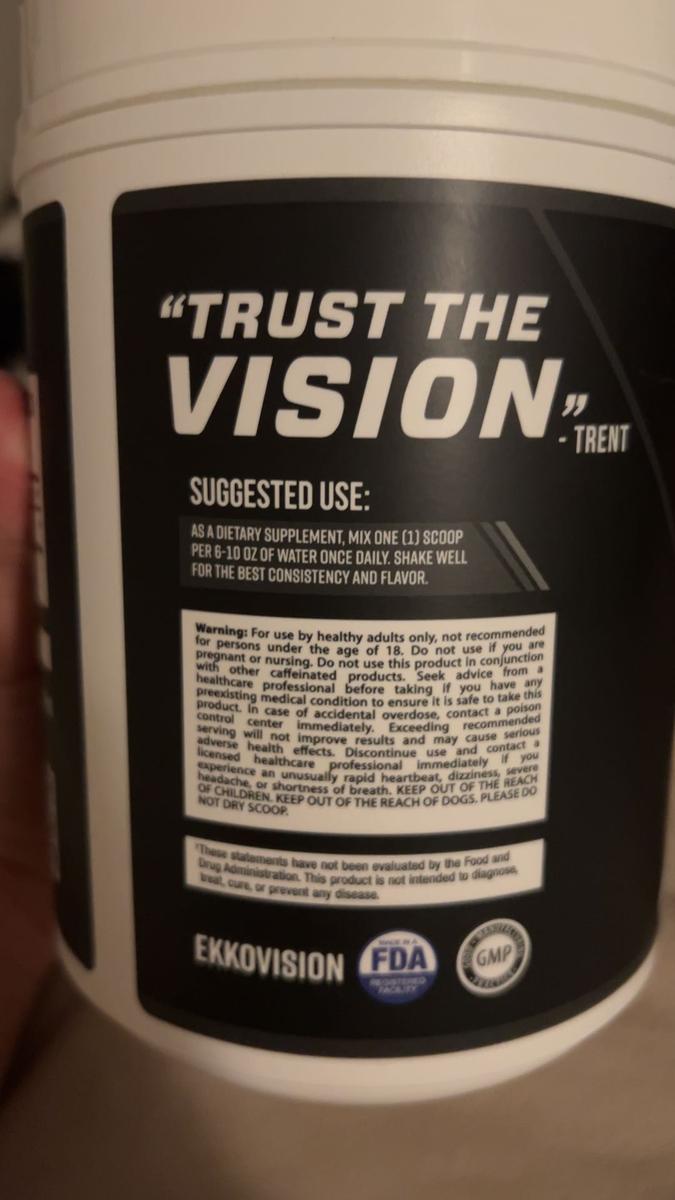 “TRUST THE
VISION”
- TRENT
SUGGESTED USE:
AS A DIETARY SUPPLEMENT, MIX ONE (1) SCOOP
PER 6-10 OZ OF WATER ONCE DAILY. SHAKE WELL
FOR THE BEST CONSISTENCY AND FLAVOR.
Warning: For use by healthy adults only, not recommended
for persons under the age of 18. Do not use if you are
pregnant or nursing. Do not use this product in conjunction
with other caffeinated products. Seek advice from a
healthcare professional before taking if you have any
preexisting medical condition to ensure it is safe to take this
product. In case of accidental overdose, contact a poison
control center immediately. Exceeding recommended
serving will not improve results and may cause serious
adverse health effects. Discontinue use and contact a
licensed healthcare professional immediately if you
experience an unusually rapid heartbeat, dizziness, severe
headache, or shortness of breath. KEEP OUT OF THE REACH
OF CHILDREN. KEEP OUT OF THE REACH OF DOGS. PLEASE DO
NOT DRY SCOOP.
These statements have not been evaluated by the Food and
Drug Administration. This product is not intended to diagnose,
treat, cure, or prevent any disease.
EKKOVISION
MADE IN A
FDA
REGISTERED
FACILITY
GMP